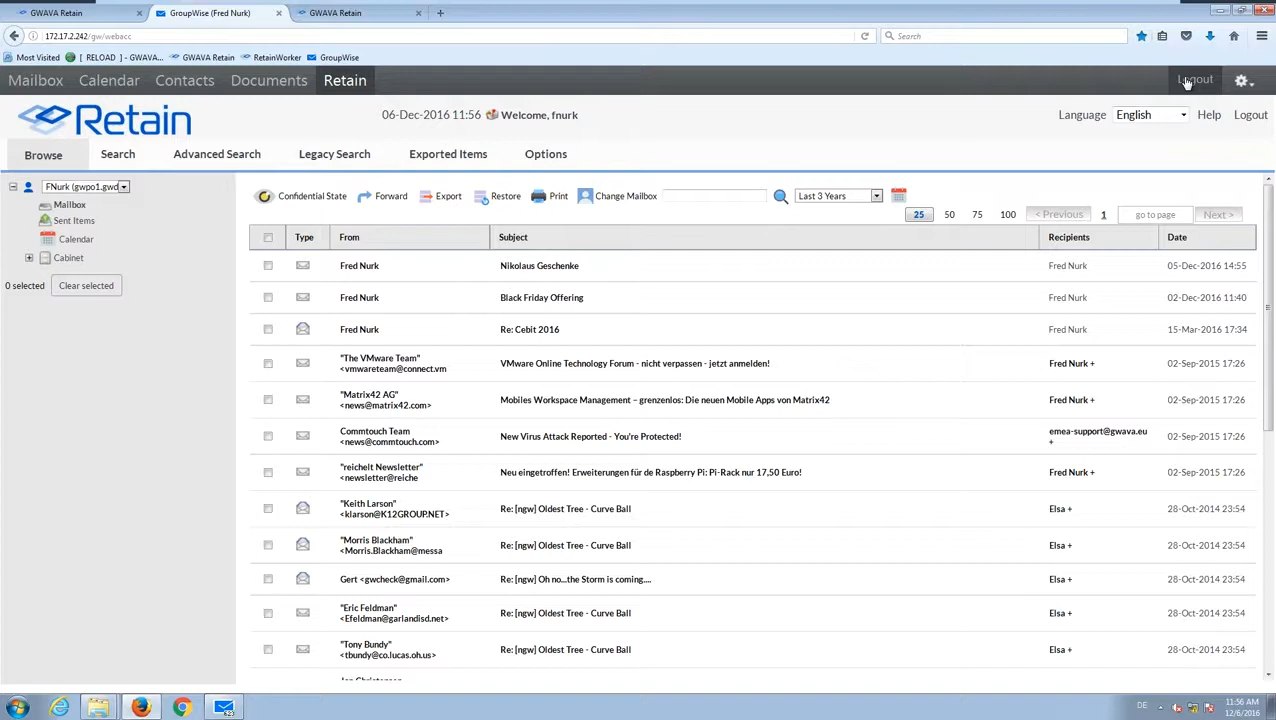 GWAVA Retain × GroupWise (Fred Nurk) × GWAVA Retain × +
172.17.2.242/gw/webacc Search
Most Visited [ RELOAD ] - GWAVA... GWAVA Retain RetainWorker GroupWise
Mailbox Calendar Contacts Documents Retain Logout
Retain 06-Dec-2016 11:56 Welcome, fnurk Language English Help Logout
Browse Search Advanced Search Legacy Search Exported Items Options
FNurk (gwpo1.gwd
Mailbox
Sent Items
Calendar
Cabinet
0 selected Clear selected
Confidential State Forward Export Restore Print Change Mailbox Last 3 Years
25 50 75 100 < Previous 1 go to page Next >
Type From Subject Recipients Date
Fred Nurk Nikolaus Geschenke Fred Nurk 05-Dec-2016 14:55
Fred Nurk Black Friday Offering Fred Nurk 02-Dec-2016 11:40
Fred Nurk Re: Cebit 2016 Fred Nurk 15-Mar-2016 17:34
"The VMware Team"
<vmwareteam@connect.vm VMware Online Technology Forum - nicht verpassen - jetzt anmelden! Fred Nurk + 02-Sep-2015 17:26
"Matrix42 AG"
<news@matrix42.com> Mobiles Workspace Management – grenzenlos: Die neuen Mobile Apps von Matrix42 Fred Nurk + 02-Sep-2015 17:26
Commtouch Team
<news@commtouch.com> New Virus Attack Reported - You're Protected! emea-support@gwava.eu
+ 02-Sep-2015 17:26
"reichelt Newsletter"
<newsletter@reiche Neu eingetroffen! Erweiterungen für de Raspberry Pi: Pi-Rack nur 17,50 Euro! Fred Nurk + 02-Sep-2015 17:26
"Keith Larson"
<klarson@K12GROUP.NET> Re: [ngw] Oldest Tree - Curve Ball Elsa + 28-Oct-2014 23:54
"Morris Blackham"
<Morris.Blackham@messa Re: [ngw] Oldest Tree - Curve Ball Elsa + 28-Oct-2014 23:54
Gert <gwcheck@gmail.com> Re: [ngw] Oh no...the Storm is coming.... Elsa + 28-Oct-2014 23:54
"Eric Feldman"
<Efeldman@garlandisd.net> Re: [ngw] Oldest Tree - Curve Ball Elsa + 28-Oct-2014 23:54
"Tony Bundy"
<tbundy@co.lucas.oh.us> Re: [ngw] Oldest Tree - Curve Ball Elsa + 28-Oct-2014 23:54
623 DE 11:56 AM
12/6/2016